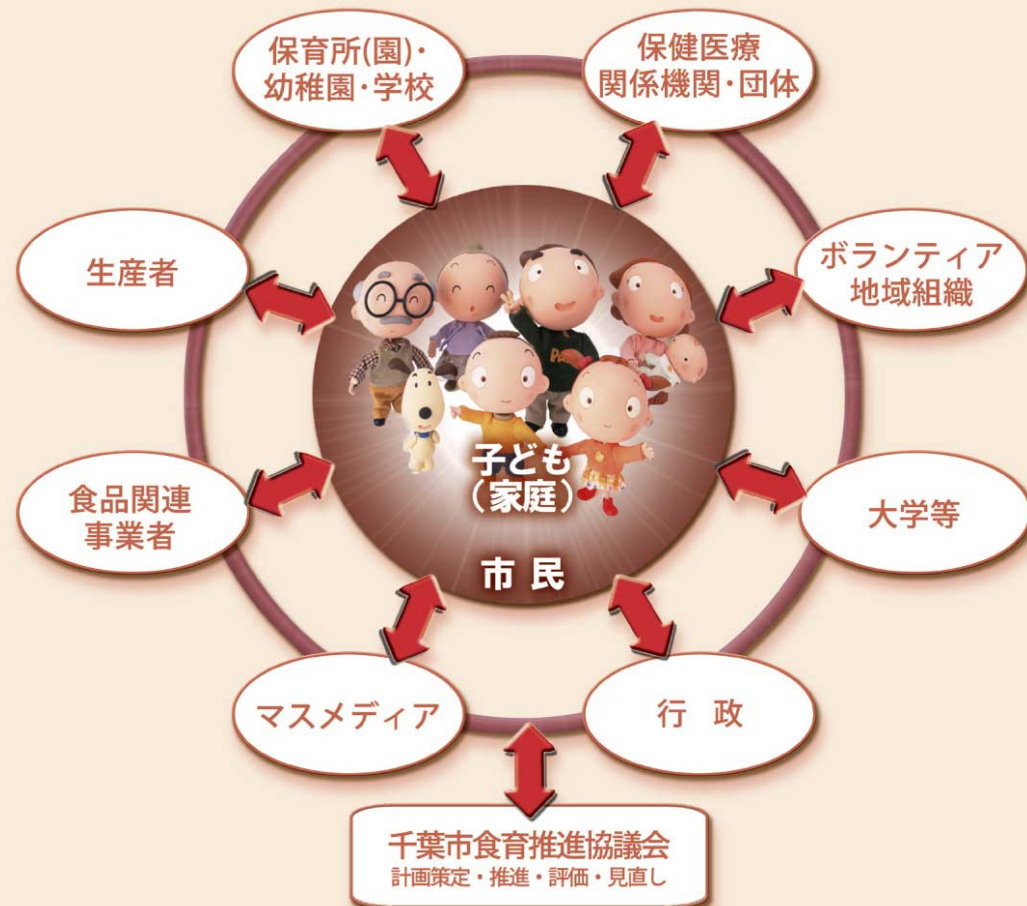 保育所(園)・
幼稚園・学校
保健医療
関係機関・団体
生産者
ボランティア
地域組織
子ども
(家庭)
市民
食品関連
事業者
大学等
マスメディア
行政
千葉市食育推進協議会
計画策定・推進・評価・見直し